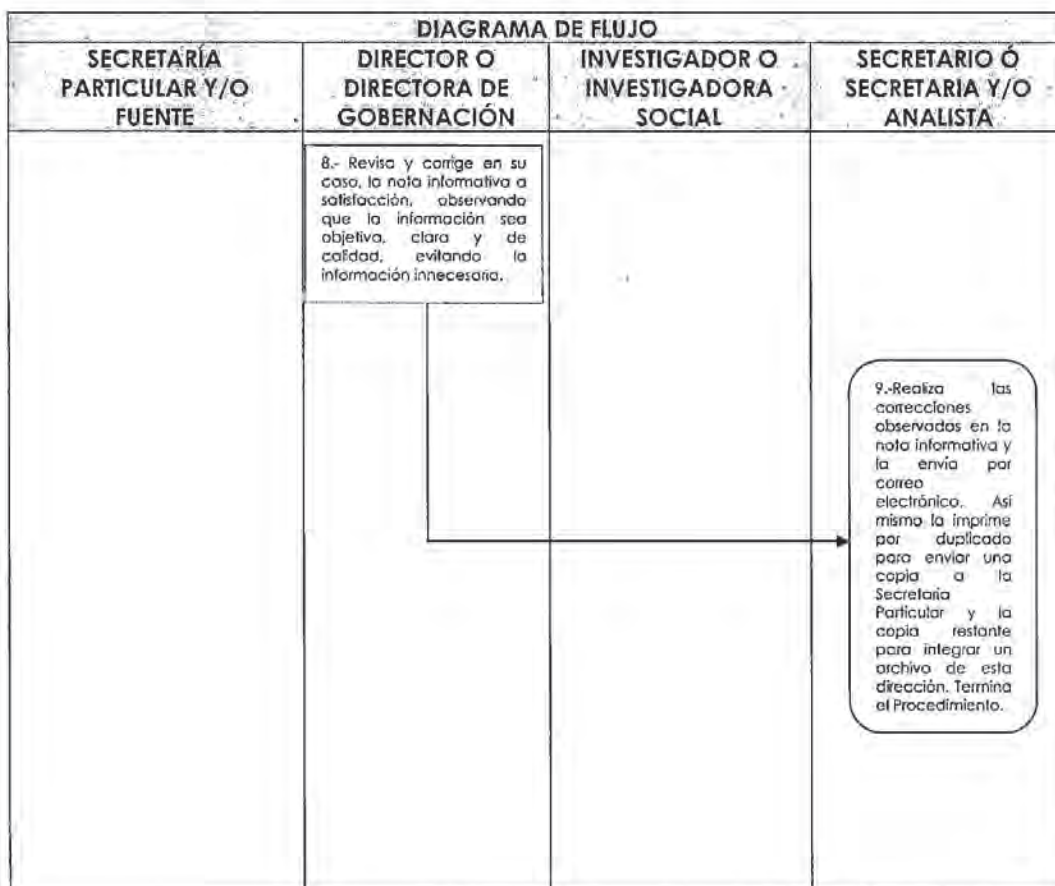 DIAGRAMA DE FLUJO
SECRETARÍA
PARTICULAR Y/O
FUENTE
DIRECTOR O
DIRECTORA DE
GOBERNACIÓN
INVESTIGADOR O
INVESTIGADORA
SOCIAL
SECRETARIO Ó
SECRETARIA Y/O
ANALISTA
8.- Revisa y corrige en su
caso, la nota informativa a
satisfacción, observando
que la información sea
objetiva, clara y de
calidad, evitando la
información innecesaria.
9.-Realiza las
correcciones
observadas en la
nota informativa y
la envía por
correo
electrónico. Así
mismo la imprime
por duplicado
para enviar una
copia a la
Secretaria
Particular y la
copia restante
para integrar un
archivo de esta
dirección. Termina
el Procedimiento.